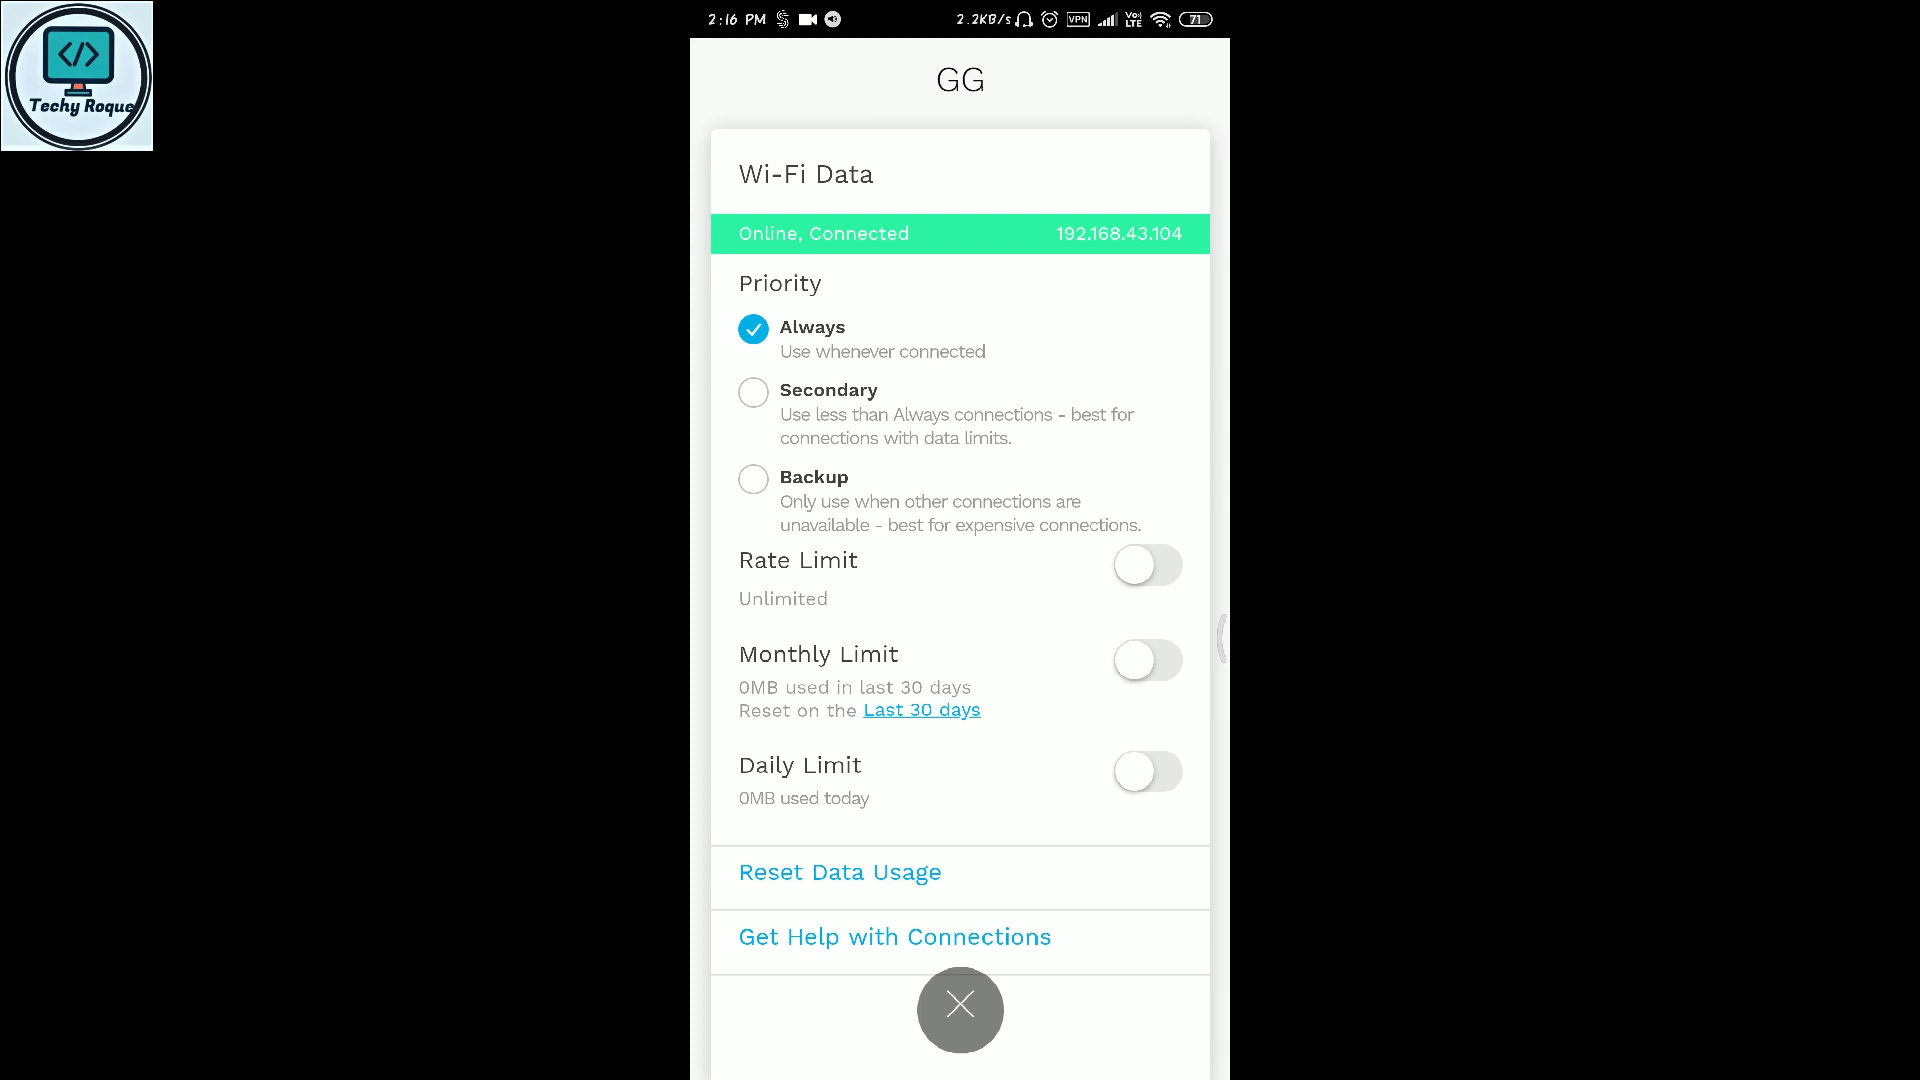 2:16 PM
2.2KB/s VPN Vo) LTE 71
</>
Techy Roque
GG
Wi-Fi Data
Online, Connected 192.168.43.104
Priority
Always
Use whenever connected
Secondary
Use less than Always connections - best for
connections with data limits.
Backup
Only use when other connections are
unavailable - best for expensive connections.
Rate Limit
Unlimited
Monthly Limit
0MB used in last 30 days
Reset on the Last 30 days
Daily Limit
0MB used today
Reset Data Usage
Get Help with Connections